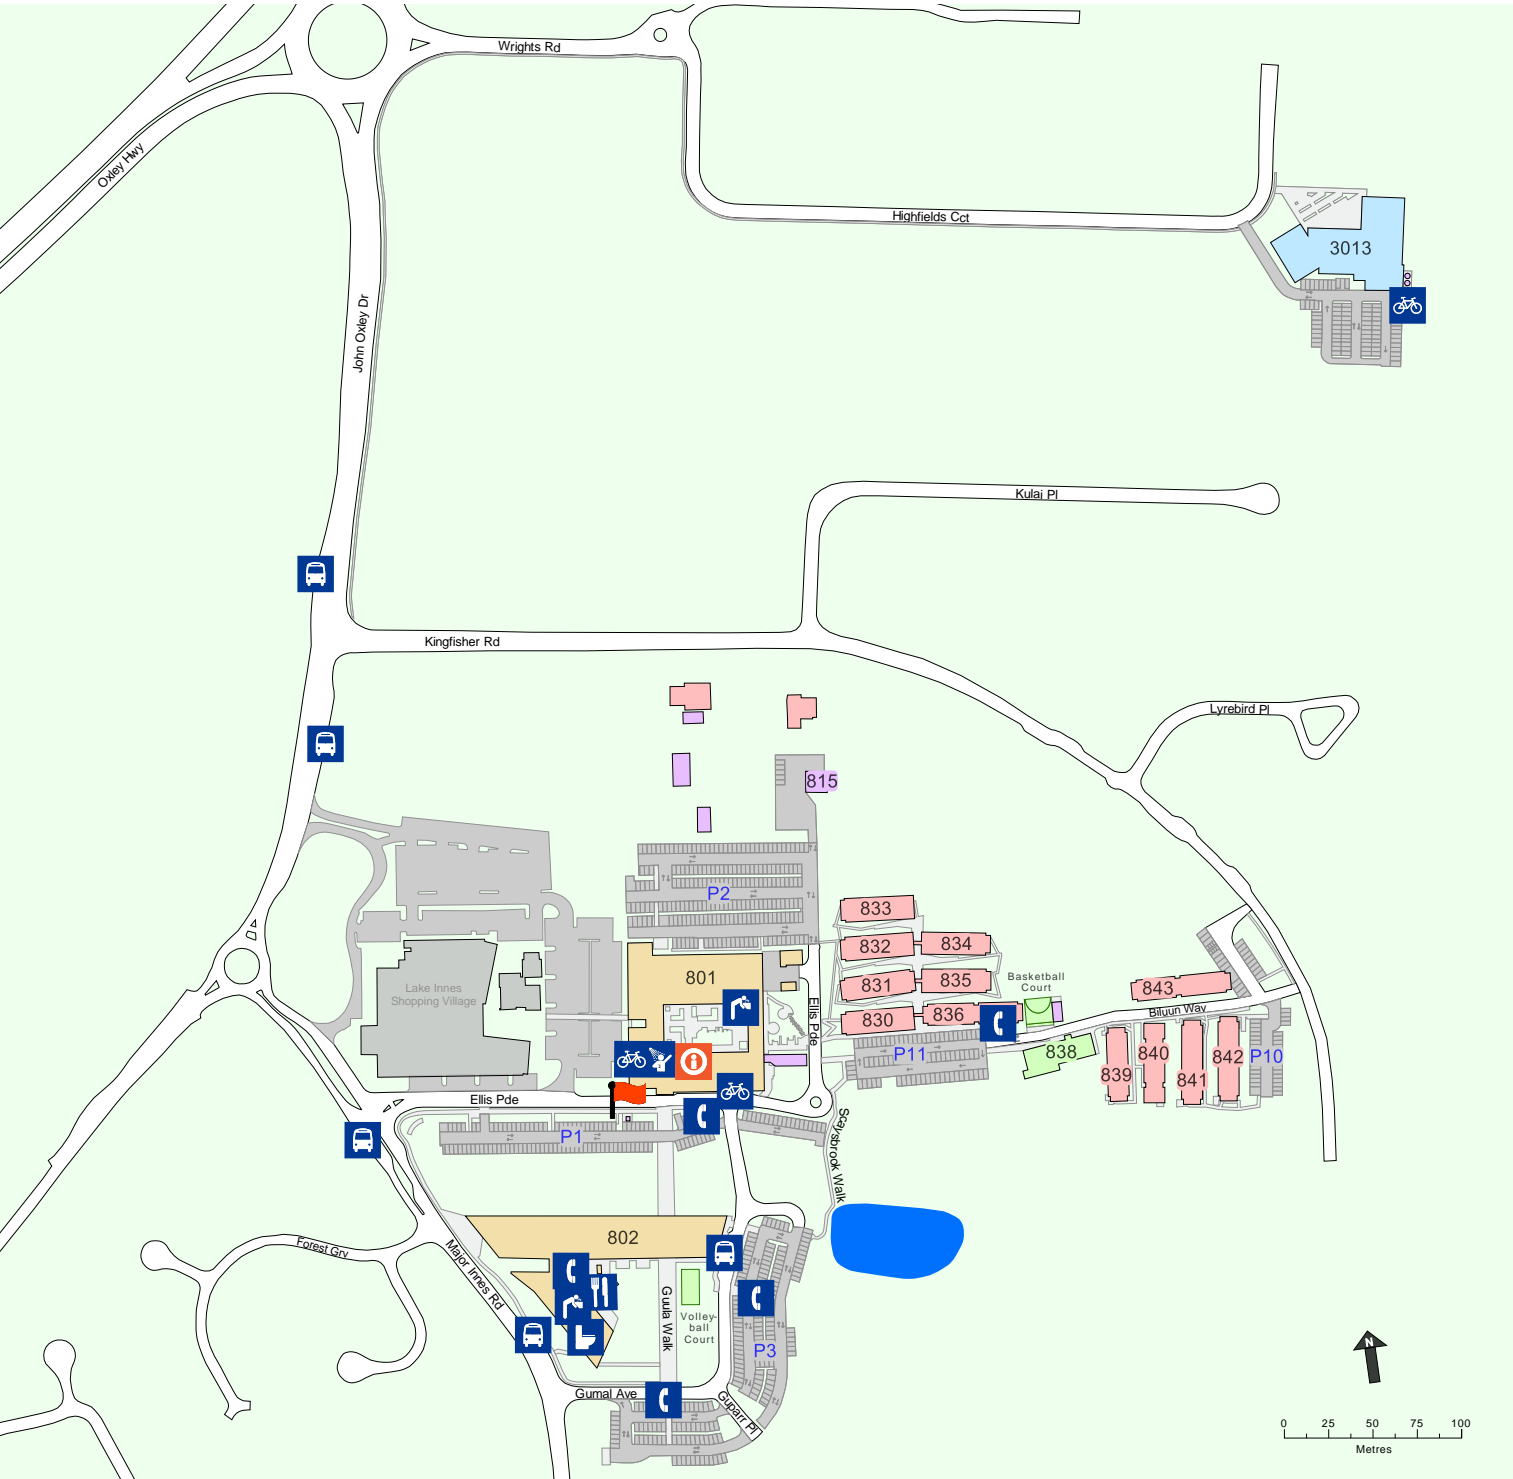 Wrights Rd
Oxley Hwy
Highfields Cct
3013
John Oxley Dr
Kulai Pl
Kingfisher Rd
Lyrebird Pl
815
P2
833
832
834
801
Lake Innes
Shopping Village
831
835
Basketball
Court
843
Ellis Pde
830
836
Biluun Way
P11
838
839
840
841
842
P10
Ellis Pde
P1
Scaysbrook Walk
802
Forest Grv
Major Innes Rd
Guula Walk
Volley-
ball
Court
P3
Gumal Ave
Guparr Pl
N
0 25 50 75 100
Metres